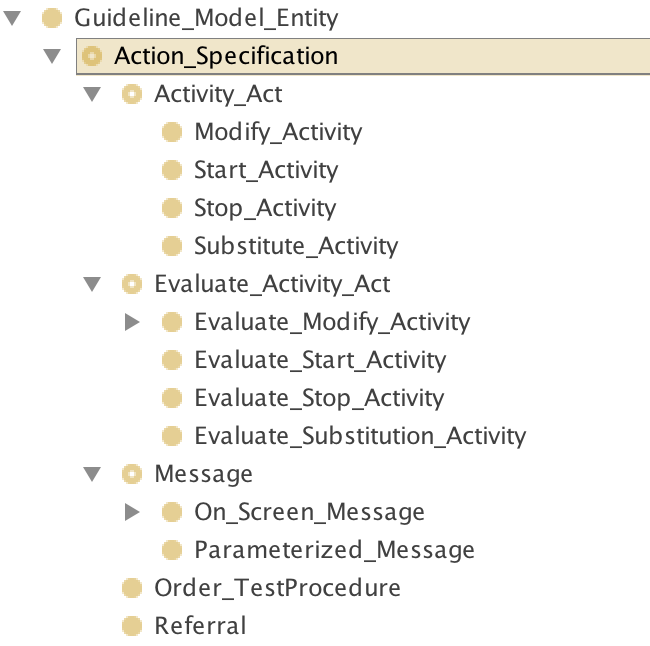 Guideline_Model_Entity
Action_Specification
Activity_Act
Modify_Activity
Start_Activity
Stop_Activity
Substitute_Activity
Evaluate_Activity_Act
Evaluate_Modify_Activity
Evaluate_Start_Activity
Evaluate_Stop_Activity
Evaluate_Substitution_Activity
Message
On_Screen_Message
Parameterized_Message
Order_TestProcedure
Referral